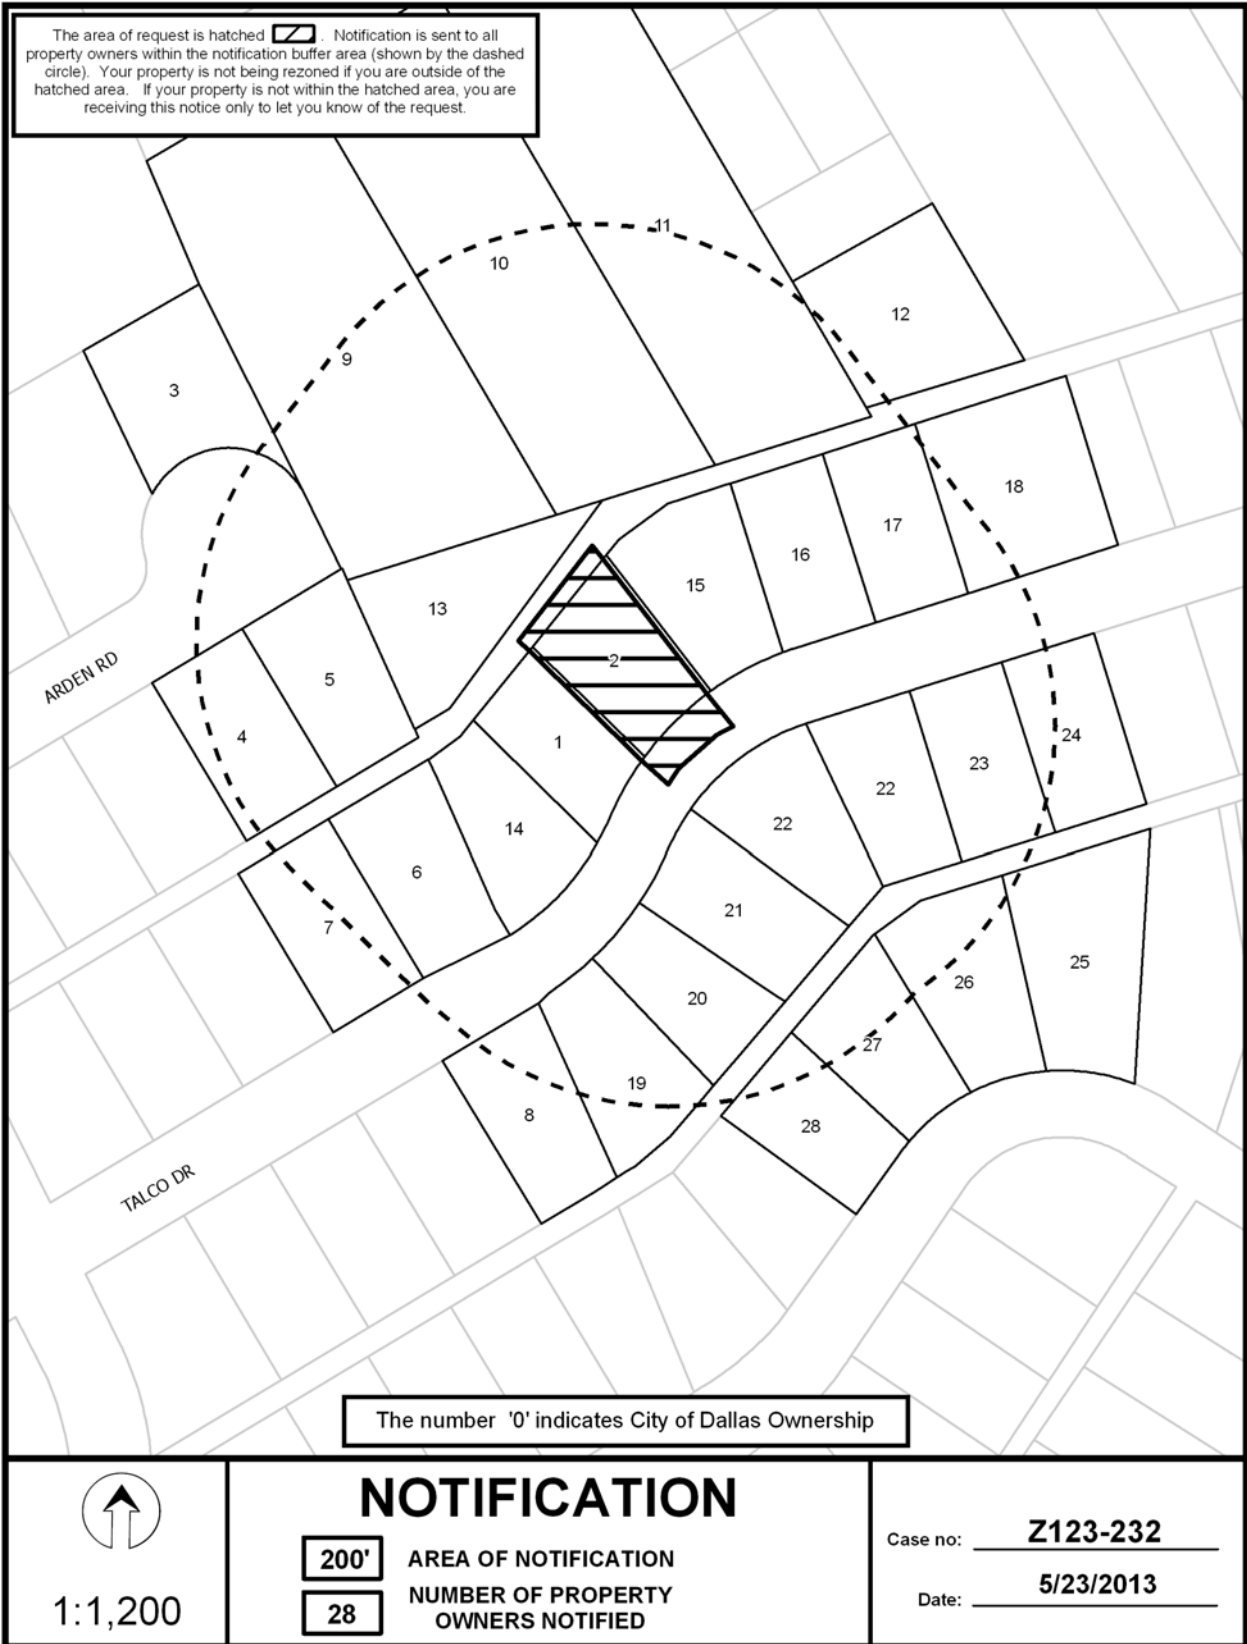 The area of request is hatched . Notification is sent to all
property owners within the notification buffer area (shown by the dashed
circle). Your property is not being rezoned if you are outside of the
hatched area. If your property is not within the hatched area, you are
receiving this notice only to let you know of the request.
11
10
12
9
3
18
17
16
15
13
2
ARDEN RD
5
4
1
24
23
22
22
14
6
21
7
25
26
20
27
19
8
28
TALCO DR
The number '0' indicates City of Dallas Ownership
1:1,200
NOTIFICATION
200' AREA OF NOTIFICATION
28 NUMBER OF PROPERTY
OWNERS NOTIFIED
Case no: Z123-232
Date: 5/23/2013